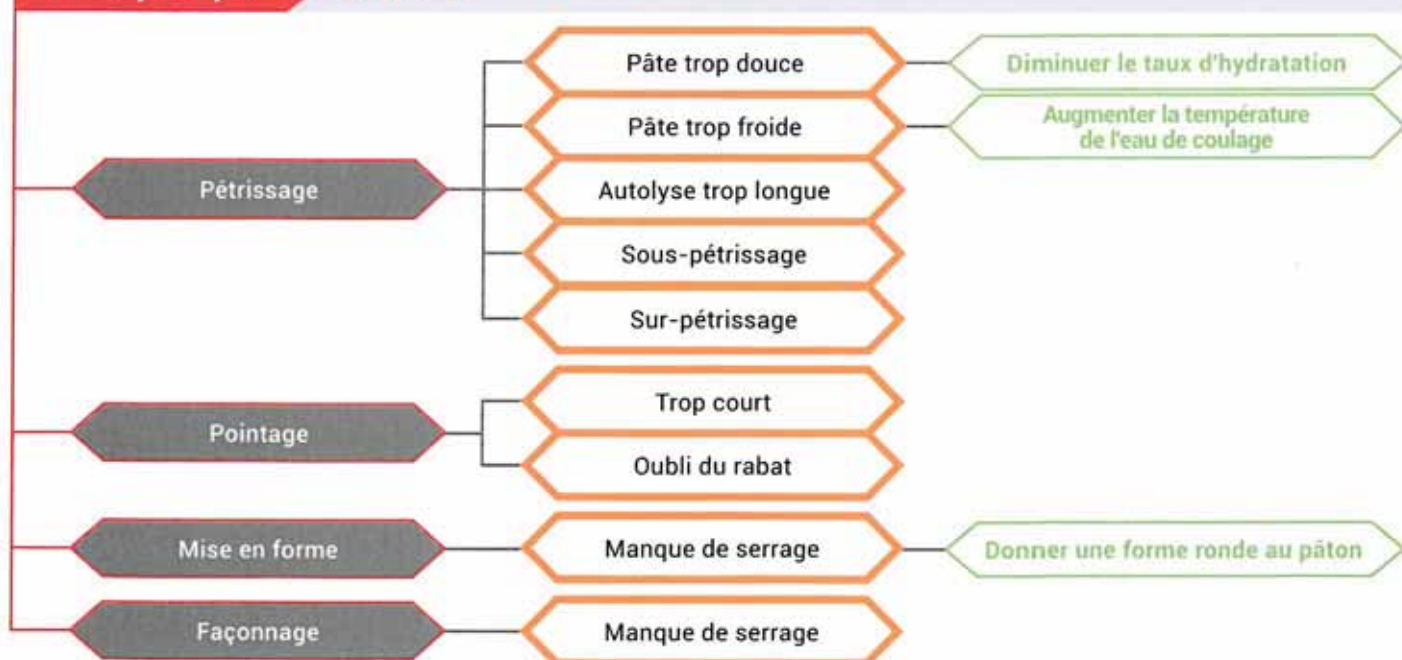 Pâte trop douce
Diminuer le taux d'hydratation
Pâte trop froide
Augmenter la température
de l'eau de coulage
Pétrissage
Autolyse trop longue
Sous-pétrissage
Sur-pétrissage
Pointage
Trop court
Oubli du rabat
Mise en forme
Manque de serrage
Donner une forme ronde au pâton
Façonnage
Manque de serrage